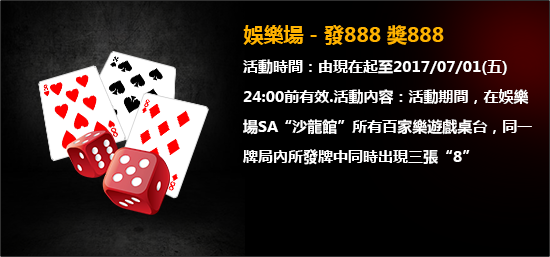 娛樂場 - 發888 獎888
活動時間：由現在起至2017/07/01(五)
24:00前有效.活動內容：活動期間，在娛樂
場SA“沙龍館”所有百家樂遊戲桌台，同一
牌局內所發牌中同時出現三張“8”